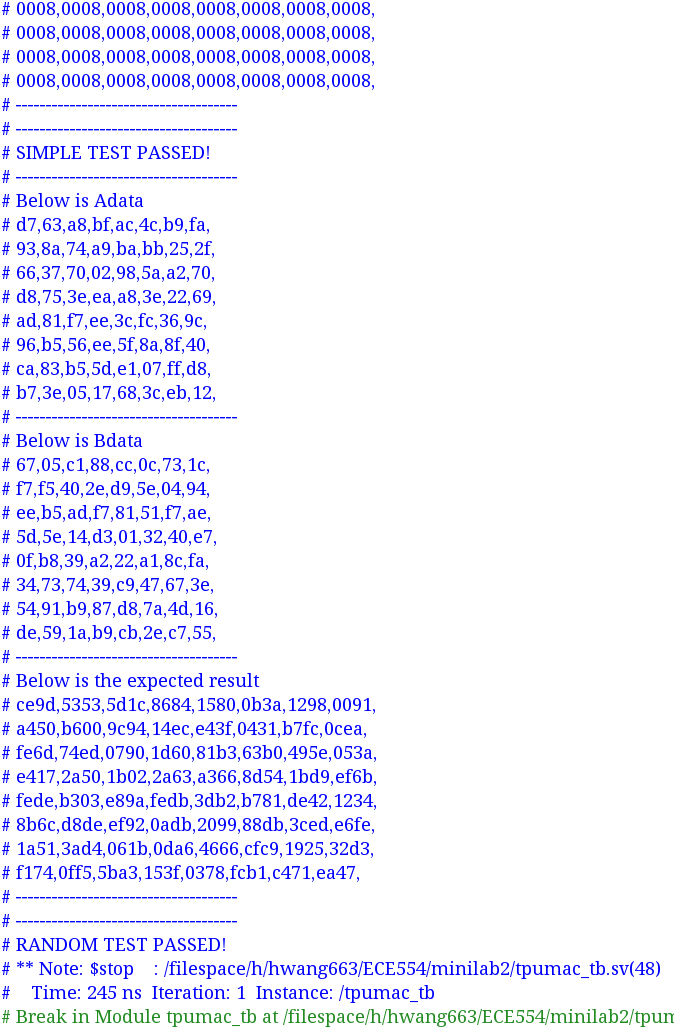 # 0008,0008,0008,0008,0008,0008,0008,0008,
# 0008,0008,0008,0008,0008,0008,0008,0008,
# 0008,0008,0008,0008,0008,0008,0008,0008,
# 0008,0008,0008,0008,0008,0008,0008,0008,
# -------------------------------------
# -------------------------------------
# SIMPLE TEST PASSED!
# -------------------------------------
# Below is Adata
# d7,63,a8,bf,ac,4c,b9,fa,
# 93,8a,74,a9,ba,bb,25,2f,
# 66,37,70,02,98,5a,a2,70,
# d8,75,3e,ea,a8,3e,22,69,
# ad,81,f7,ee,3c,fc,36,9c,
# 96,b5,56,ee,5f,8a,8f,40,
# ca,83,b5,5d,e1,07,ff,d8,
# b7,3e,05,17,68,3c,eb,12,
# -------------------------------------
# Below is Bdata
# 67,05,c1,88,cc,0c,73,1c,
# f7,f5,40,2e,d9,5e,04,94,
# ee,b5,ad,f7,81,51,f7,ae,
# 5d,5e,14,d3,01,32,40,e7,
# 0f,b8,39,a2,22,a1,8c,fa,
# 34,73,74,39,c9,47,67,3e,
# 54,91,b9,87,d8,7a,4d,16,
# de,59,1a,b9,cb,2e,c7,55,
# -------------------------------------
# Below is the expected result
# ce9d,5353,5d1c,8684,1580,0b3a,1298,0091,
# a450,b600,9c94,14ec,e43f,0431,b7fc,0cea,
# fe6d,74ed,0790,1d60,81b3,63b0,495e,053a,
# e417,2a50,1b02,2a63,a366,8d54,1bd9,ef6b,
# fede,b303,e89a,fedb,3db2,b781,de42,1234,
# 8b6c,d8de,ef92,0adb,2099,88db,3ced,e6fe,
# 1a51,3ad4,061b,0da6,4666,cfc9,1925,32d3,
# f174,0ff5,5ba3,153f,0378,fcb1,c471,ea47,
# -------------------------------------
# -------------------------------------
# RANDOM TEST PASSED!
# ** Note: $stop    : /filespace/h/hwang663/ECE554/minilab2/tpumac_tb.sv(48)
#    Time: 245 ns  Iteration: 1  Instance: /tpumac_tb
# Break in Module tpumac_tb at /filespace/h/hwang663/ECE554/minilab2/tpum